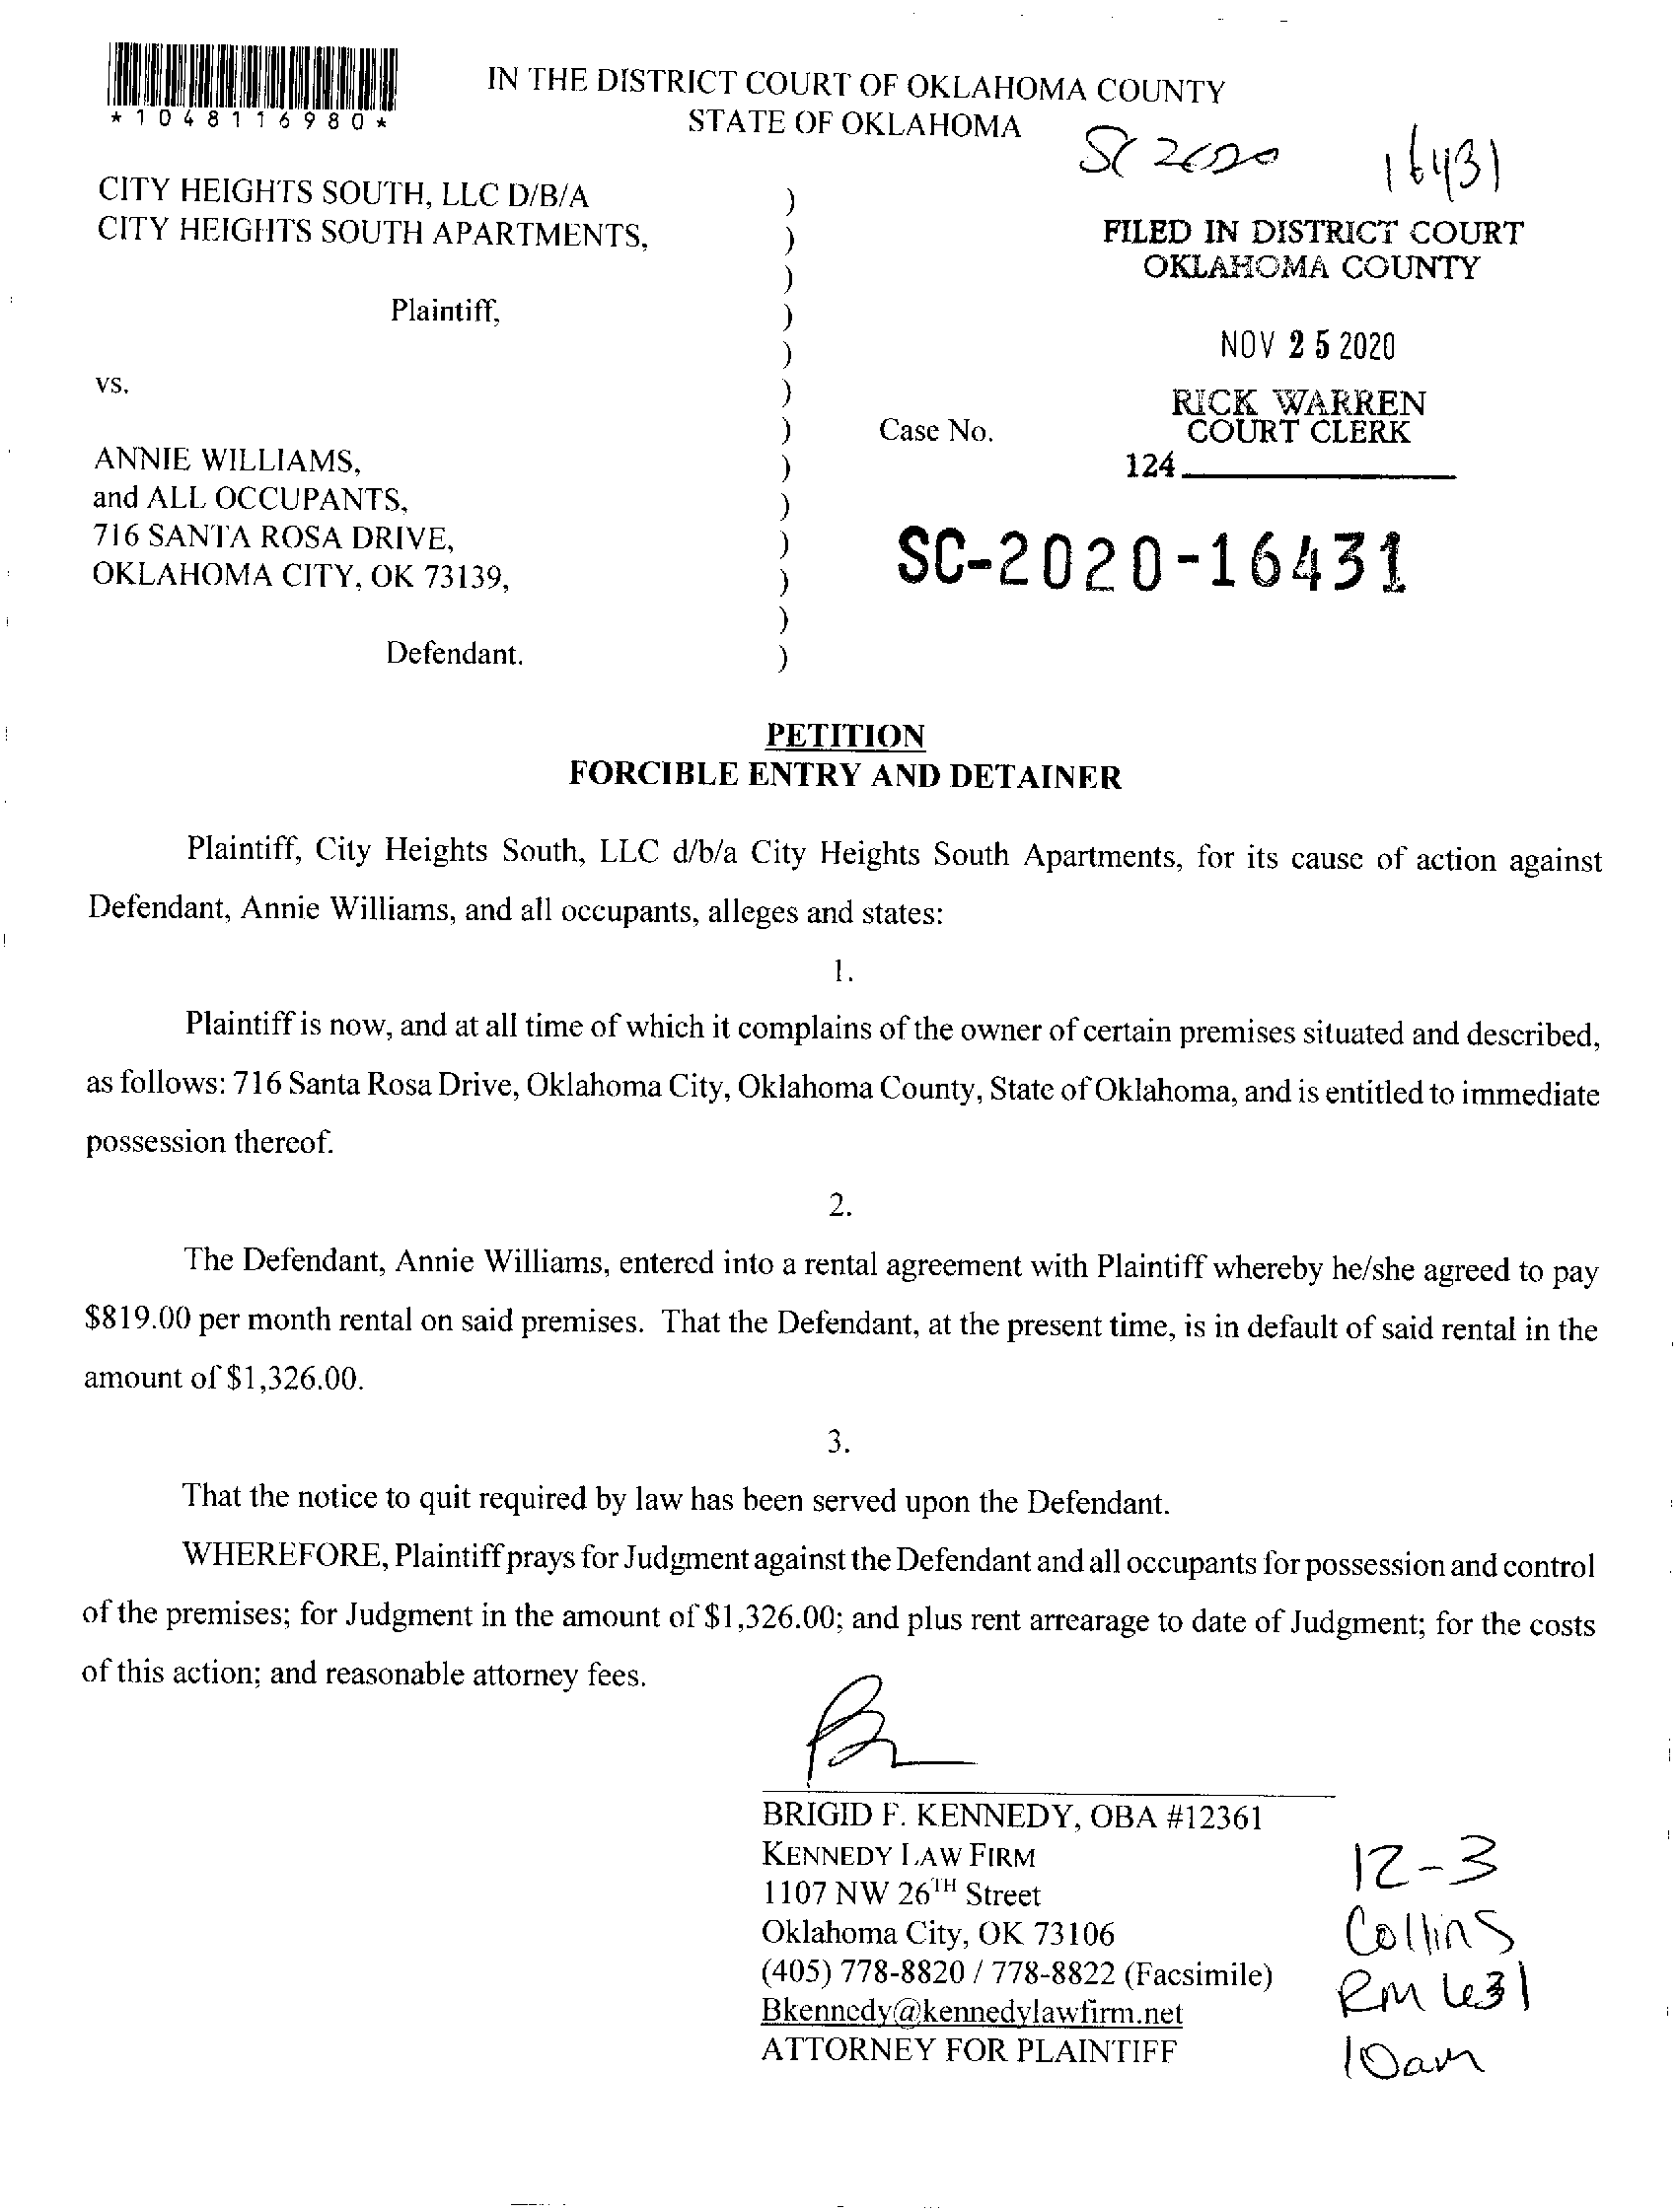 *1048116980*
IN THE DISTRICT COURT OF OKLAHOMA COUNTY
STATE OF OKLAHOMA
SC 2020 16431
CITY HEIGHTS SOUTH, LLC D/B/A )
CITY HEIGHTS SOUTH APARTMENTS, )
)
Plaintiff, )
)
vs. )
)
ANNIE WILLIAMS, )
and ALL OCCUPANTS, )
716 SANTA ROSA DRIVE, )
OKLAHOMA CITY, OK 73139, )
)
Defendant. )
FILED IN DISTRICT COURT
OKLAHOMA COUNTY
NOV 25 2020
RICK WARREN
COURT CLERK
124
Case No.
SC-2020-16431
PETITION
FORCIBLE ENTRY AND DETAINER
Plaintiff, City Heights South, LLC d/b/a City Heights South Apartments, for its cause of action against
Defendant, Annie Williams, and all occupants, alleges and states:
1.
Plaintiff is now, and at all time of which it complains of the owner of certain premises situated and described,
as follows: 716 Santa Rosa Drive, Oklahoma City, Oklahoma County, State of Oklahoma, and is entitled to immediate
possession thereof.
2.
The Defendant, Annie Williams, entered into a rental agreement with Plaintiff whereby he/she agreed to pay
$819.00 per month rental on said premises. That the Defendant, at the present time, is in default of said rental in the
amount of $1,326.00.
3.
That the notice to quit required by law has been served upon the Defendant.
WHEREFORE, Plaintiff prays for Judgment against the Defendant and all occupants for possession and control
of the premises; for Judgment in the amount of $1,326.00; and plus rent arrearage to date of Judgment; for the costs
of this action; and reasonable attorney fees.
BRIGID F. KENNEDY, OBA #12361
KENNEDY LAW FIRM
1107 NW 26TH Street
Oklahoma City, OK 73106
(405) 778-8820 / 778-8822 (Facsimile)
Bkennedy@kennedylawfirm.net
ATTORNEY FOR PLAINTIFF
12-3
Collins
RM 631
10am